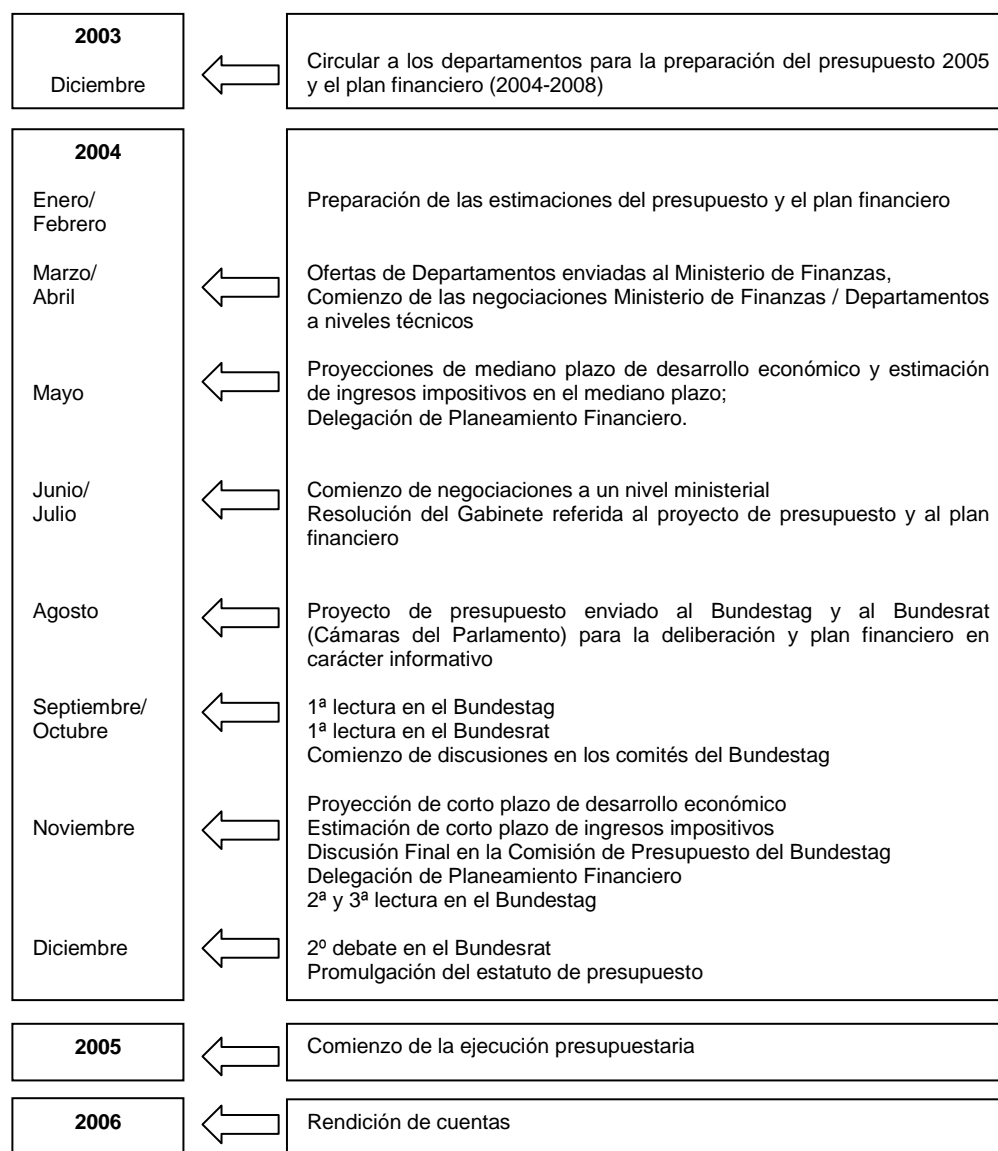 2003
Diciembre
Circular a los departamentos para la preparación del presupuesto 2005
y el plan financiero (2004-2008)
2004
Enero/
Febrero
Preparación de las estimaciones del presupuesto y el plan financiero
Marzo/
Abril
Ofertas de Departamentos enviadas al Ministerio de Finanzas,
Comienzo de las negociaciones Ministerio de Finanzas / Departamentos
a niveles técnicos
Mayo
Proyecciones de mediano plazo de desarrollo económico y estimación
de ingresos impositivos en el mediano plazo;
Delegación de Planeamiento Financiero.
Junio/
Julio
Comienzo de negociaciones a un nivel ministerial
Resolución del Gabinete referida al proyecto de presupuesto y al plan
financiero
Agosto
Proyecto de presupuesto enviado al Bundestag y al Bundesrat
(Cámaras del Parlamento) para la deliberación y plan financiero en
carácter informativo
Septiembre/
Octubre
1ª lectura en el Bundestag
1ª lectura en el Bundesrat
Comienzo de discusiones en los comités del Bundestag
Noviembre
Proyección de corto plazo de desarrollo económico
Estimación de corto plazo de ingresos impositivos
Discusión Final en la Comisión de Presupuesto del Bundestag
Delegación de Planeamiento Financiero
2ª y 3ª lectura en el Bundestag
Diciembre
2º debate en el Bundesrat
Promulgación del estatuto de presupuesto
2005
Comienzo de la ejecución presupuestaria
2006
Rendición de cuentas